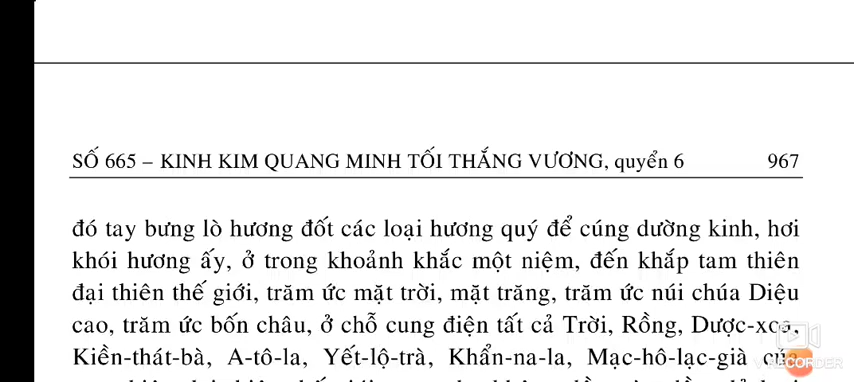 SỐ 665 – KINH KIM QUANG MINH TỐI THẮNG VƯƠNG, quyển 6 967
đó tay bưng lò hương đốt các loại hương quý để cúng dường kinh, hơi
khói hương ấy, ở trong khoảnh khắc một niệm, đến khắp tam thiên
đại thiên thế giới, trăm ức mặt trời, mặt trăng, trăm ức núi chúa Diệu
cao, trăm ức bốn châu, ở chỗ cung điện tất cả Trời, Rồng, Dược-xoa,
Kiền-thát-bà, A-tô-la, Yết-lộ-trà, Khẩn-na-la, Mạc-hô-lạc-già của
RECORDER